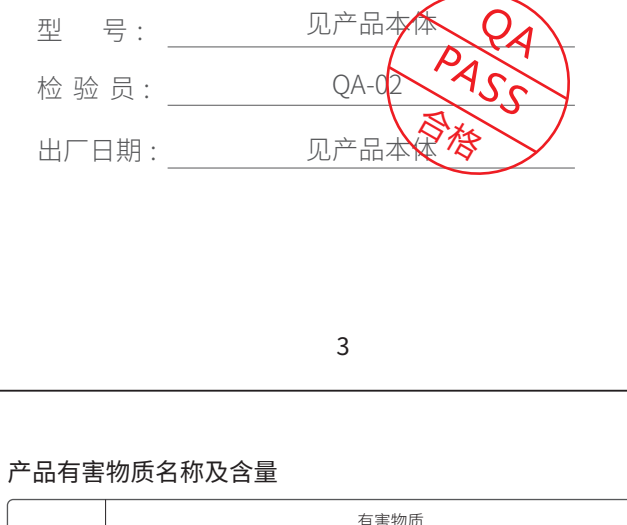 型 号： 见产品本体
检 验 员： QA-02
出厂日期： 见产品本体
QA
PASS
合格
3
产品有害物质名称及含量
有害物质